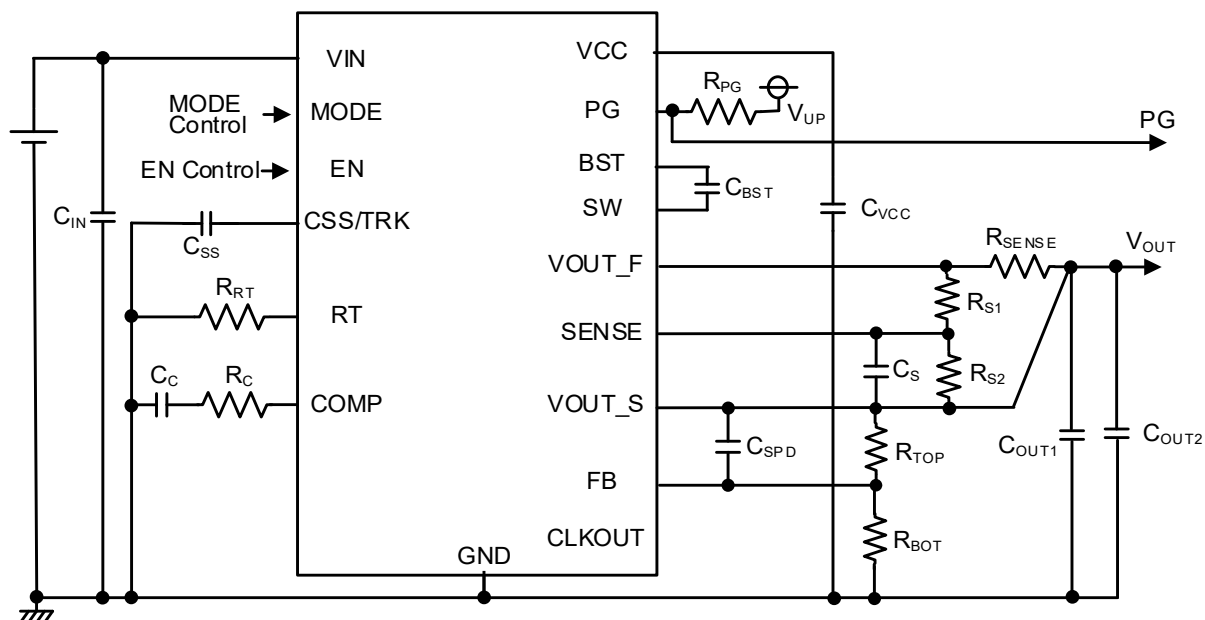 VIN
MODE
EN
CSS/TRK
RT
COMP
GND
VCC
PG
BST
SW
VOUT_F
SENSE
VOUT_S
FB
CLKOUT
MODE
Control
EN Control
CIN
CSS
RRT
CC
RC
RPG
VUP
PG
CBST
CVCC
RSENSE
VOUT
RS1
CS
RS2
CSPD
RTOP
RBOT
COUT1
COUT2